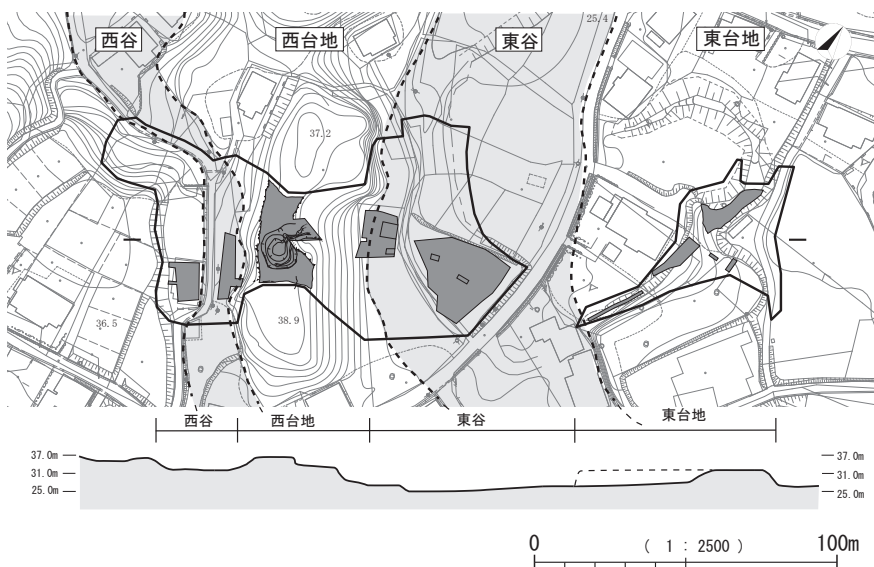 西谷
西台地
東谷
東台地
25.4
37.2
36.5
38.9
西谷
西台地
東谷
東台地
37.0m
31.0m
25.0m
37.0m
31.0m
25.0m
0
( 1 : 2500 )
100m